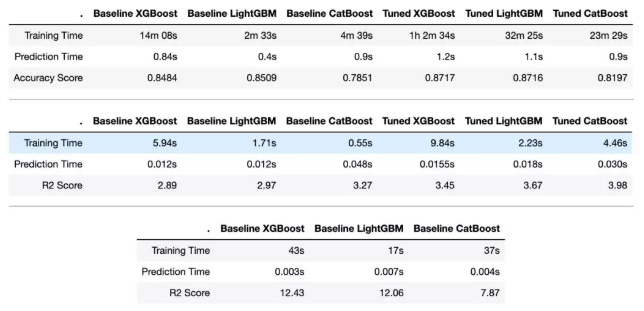 . Baseline XGBoost Baseline LightGBM Baseline CatBoost Tuned XGBoost Tuned LightGBM Tuned CatBoost
Training Time 14m 08s 2m 33s 4m 39s 1h 2m 34s 32m 25s 23m 29s
Prediction Time 0.84s 0.4s 0.9s 1.2s 1.1s 0.9s
Accuracy Score 0.8484 0.8509 0.7851 0.8717 0.8716 0.8197
. Baseline XGBoost Baseline LightGBM Baseline CatBoost Tuned XGBoost Tuned LightGBM Tuned CatBoost
Training Time 5.94s 1.71s 0.55s 9.84s 2.23s 4.46s
Prediction Time 0.012s 0.012s 0.048s 0.0155s 0.018s 0.030s
R2 Score 2.89 2.97 3.27 3.45 3.67 3.98
. Baseline XGBoost Baseline LightGBM Baseline CatBoost
Training Time 43s 17s 37s
Prediction Time 0.003s 0.007s 0.004s
R2 Score 12.43 12.06 7.87